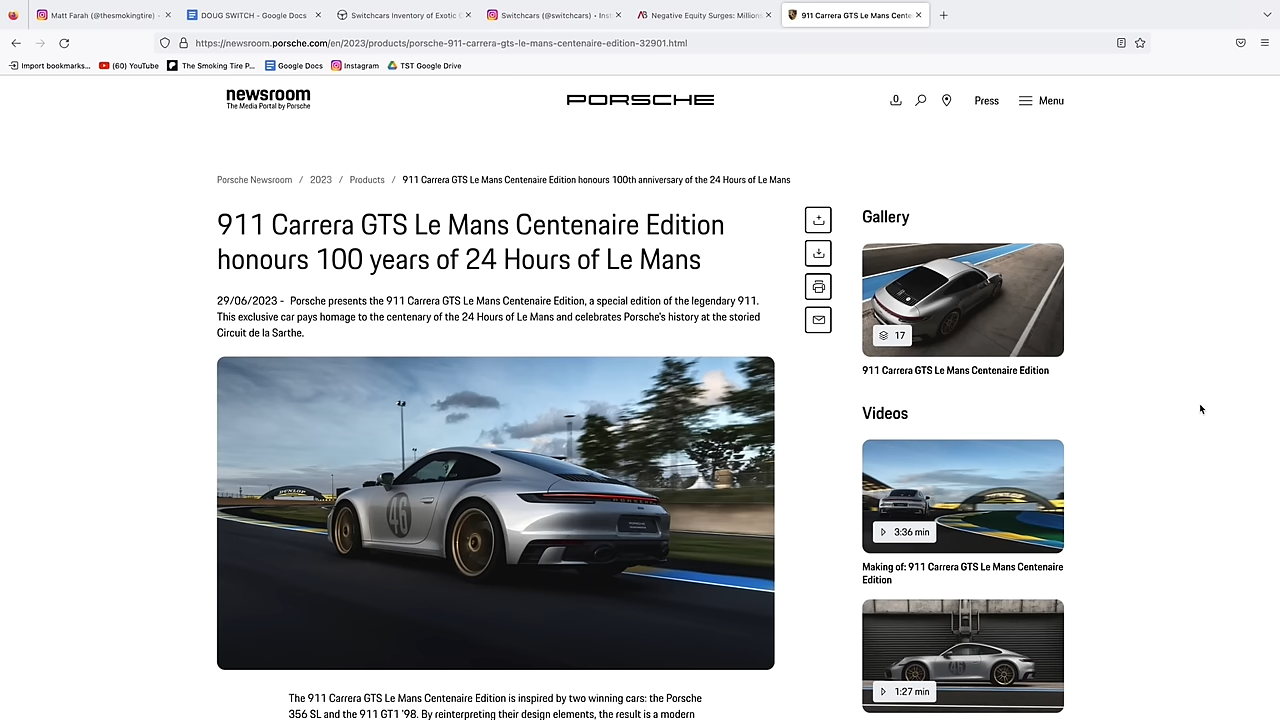 Matt Farah (@thesmokingtire) •
DOUG SWITCH - Google Docs
Switchcars Inventory of Exotic C
Switchcars (@switchcars) • Inst
Negative Equity Surges: Millions
911 Carrera GTS Le Mans Cente
https://newsroom.porsche.com/en/2023/products/porsche-911-carrera-gts-le-mans-centenaire-edition-32901.html
Import bookmarks... (60) YouTube The Smoking Tire P... Google Docs Instagram TST Google Drive
newsroom
The Media Portal by Porsche
PORSCHE
0
Press
Menu
Porsche Newsroom / 2023 / Products / 911 Carrera GTS Le Mans Centenaire Edition honours 100th anniversary of the 24 Hours of Le Mans
911 Carrera GTS Le Mans Centenaire Edition
honours 100 years of 24 Hours of Le Mans
29/06/2023 - Porsche presents the 911 Carrera GTS Le Mans Centenaire Edition, a special edition of the legendary 911.
This exclusive car pays homage to the centenary of the 24 Hours of Le Mans and celebrates Porsche's history at the storied
Circuit de la Sarthe.
DUNLOP
46
PORSCHE
GTS Le Mans Centenaire Edition is inspired by two winning cars: the Porsche
356 SL and 911 GT1 '98. By reinterpreting their design elements, the result is a modern
Gallery
17
911 Carrera GTS Le Mans Centenaire Edition
Videos
3:36 min
Making of: 911 Carrera GTS Le Mans Centenaire
Edition
46
1:27 min